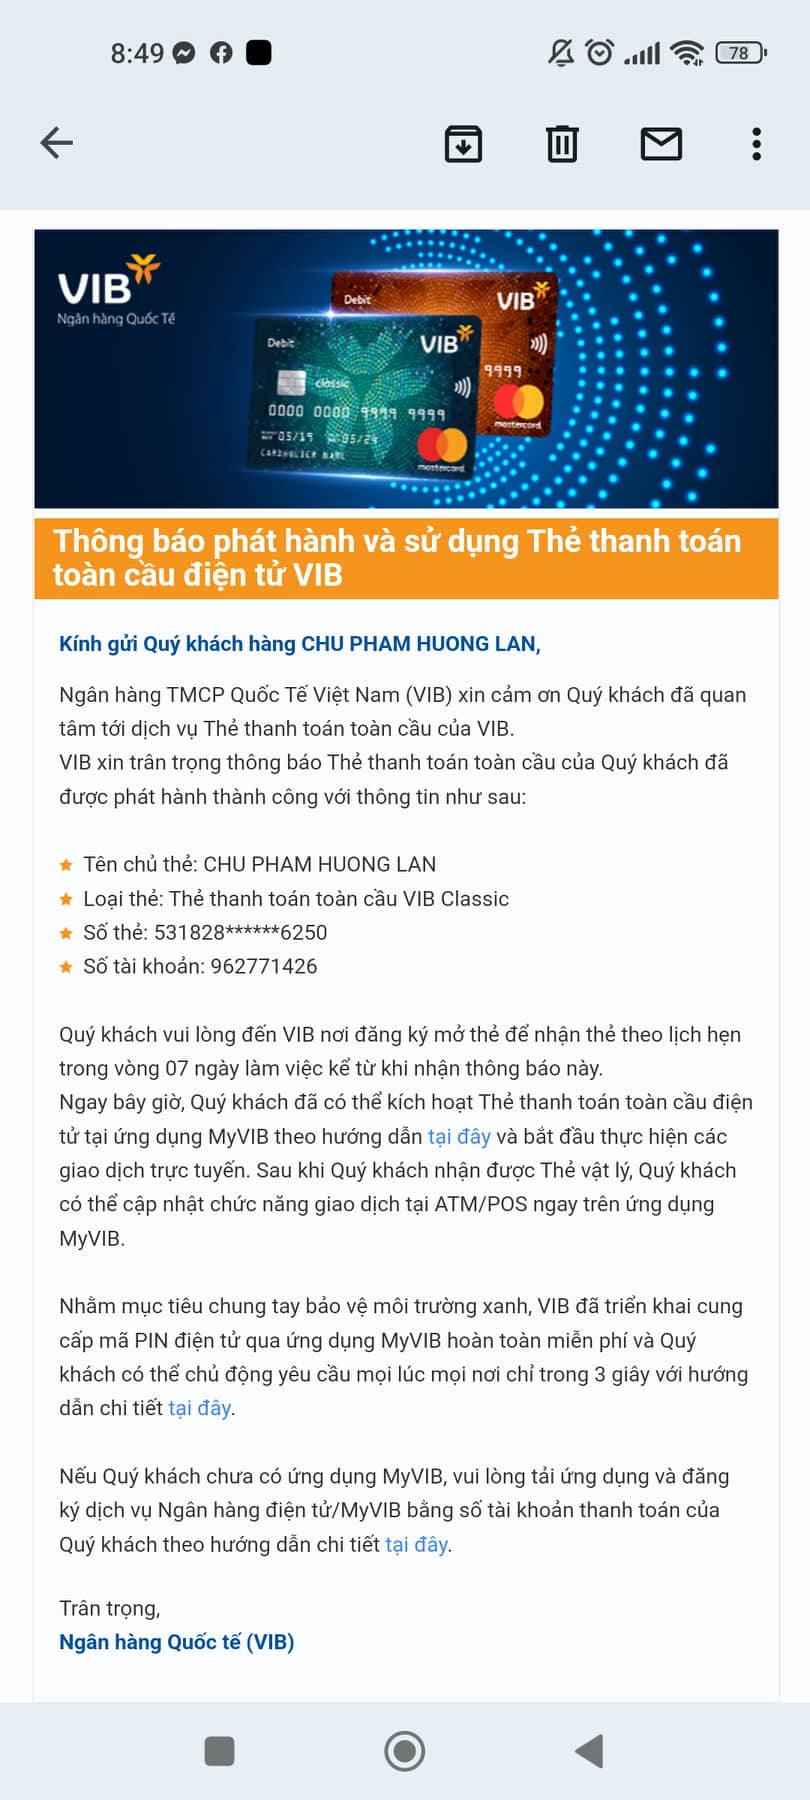 8:49
78
VIB
Ngân hàng Quốc Tế
Debit
VIB
Debit
VIB
9999
classic
0000 0000 9999 9999
mastercard
05/19 05/24
CARDHOLDER NAME
mastercard
Thông báo phát hành và sử dụng Thẻ thanh toán
toàn cầu điện tử VIB
Kính gửi Quý khách hàng CHU PHAM HUONG LAN,
Ngân hàng TMCP Quốc Tế Việt Nam (VIB) xin cảm ơn Quý khách đã quan
tâm tới dịch vụ Thẻ thanh toán toàn cầu của VIB.
VIB xin trân trọng thông báo Thẻ thanh toán toàn cầu của Quý khách đã
được phát hành thành công với thông tin như sau:
Tên chủ thẻ: CHU PHAM HUONG LAN
Loại thẻ: Thẻ thanh toán toàn cầu VIB Classic
Số thẻ: 531828******6250
Số tài khoản: 962771426
Quý khách vui lòng đến VIB nơi đăng ký mở thẻ để nhận thẻ theo lịch hẹn
trong vòng 07 ngày làm việc kể từ khi nhận thông báo này.
Ngay bây giờ, Quý khách đã có thể kích hoạt Thẻ thanh toán toàn cầu điện
tử tại ứng dụng MyVIB theo hướng dẫn tại đây và bắt đầu thực hiện các
giao dịch trực tuyến. Sau khi Quý khách nhận được Thẻ vật lý, Quý khách
có thể cập nhật chức năng giao dịch tại ATM/POS ngay trên ứng dụng
MyVIB.
Nhằm mục tiêu chung tay bảo vệ môi trường xanh, VIB đã triển khai cung
cấp mã PIN điện tử qua ứng dụng MyVIB hoàn toàn miễn phí và Quý
khách có thể chủ động yêu cầu mọi lúc mọi nơi chỉ trong 3 giây với hướng
dẫn chi tiết tại đây.
Nếu Quý khách chưa có ứng dụng MyVIB, vui lòng tải ứng dụng và đăng
ký dịch vụ Ngân hàng điện tử/MyVIB bằng số tài khoản thanh toán của
Quý khách theo hướng dẫn chi tiết tại đây.
Trân trọng,
Ngân hàng Quốc tế (VIB)